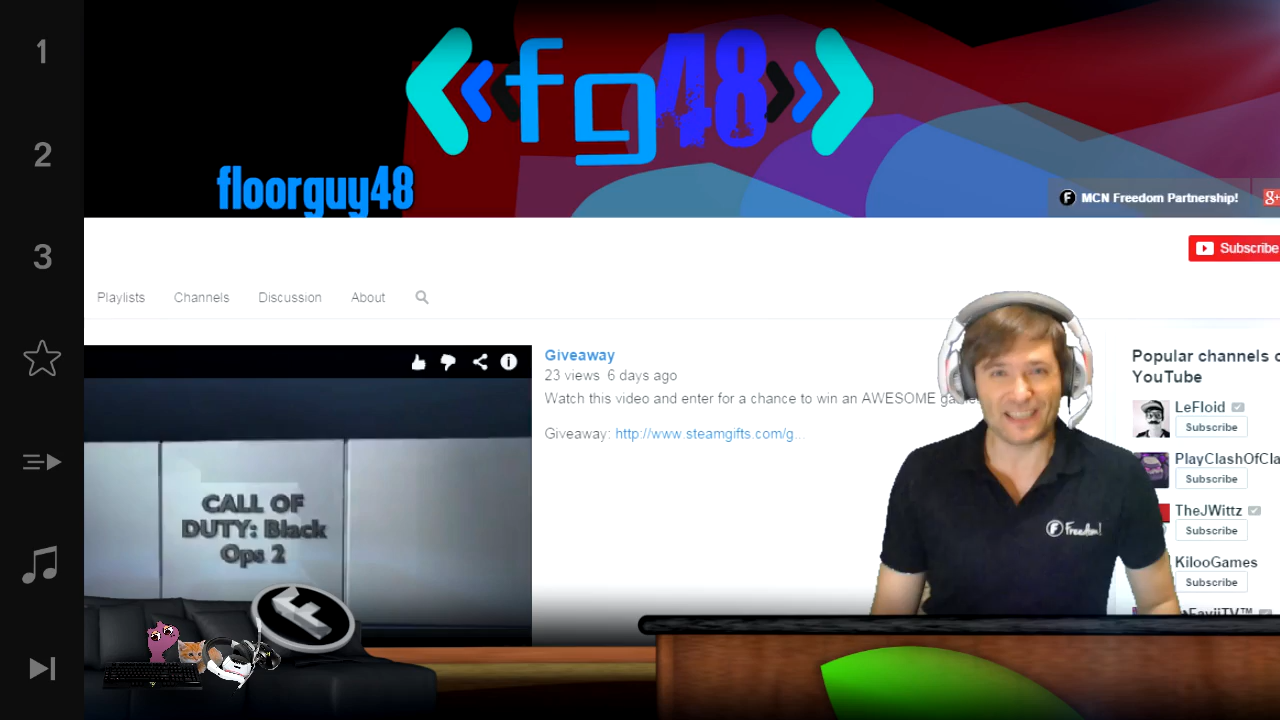 1
2
3
fg48
floorguy48
F MCN Freedom Partnership!
g+
Subscribe
Playlists Channels Discussion About
Giveaway
23 views 6 days ago
Watch this video and enter for a chance to win an AWESOME
Giveaway: http://www.steamgifts.com/g...
CALL OF
DUTY: Black
Ops 2
F
F Freedom!
Popular channels o
YouTube
LeFloid
Subscribe
PlayClashOfCla
Subscribe
TheJWittz
Subscribe
KilooGames
Subscribe